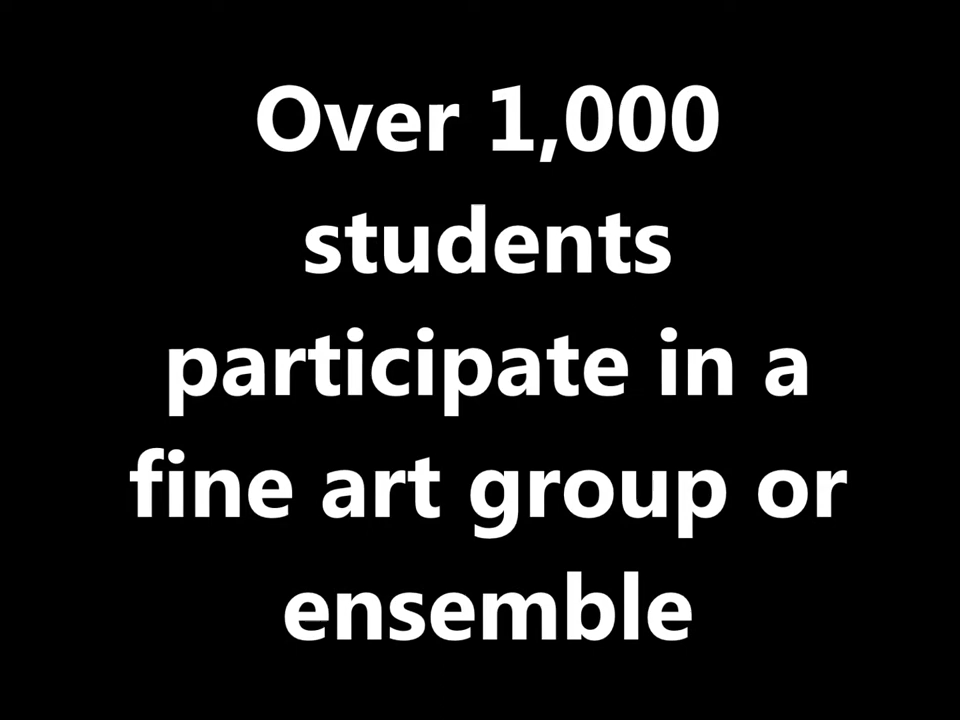 Over 1,000
students
participate in a
fine art group or
ensemble